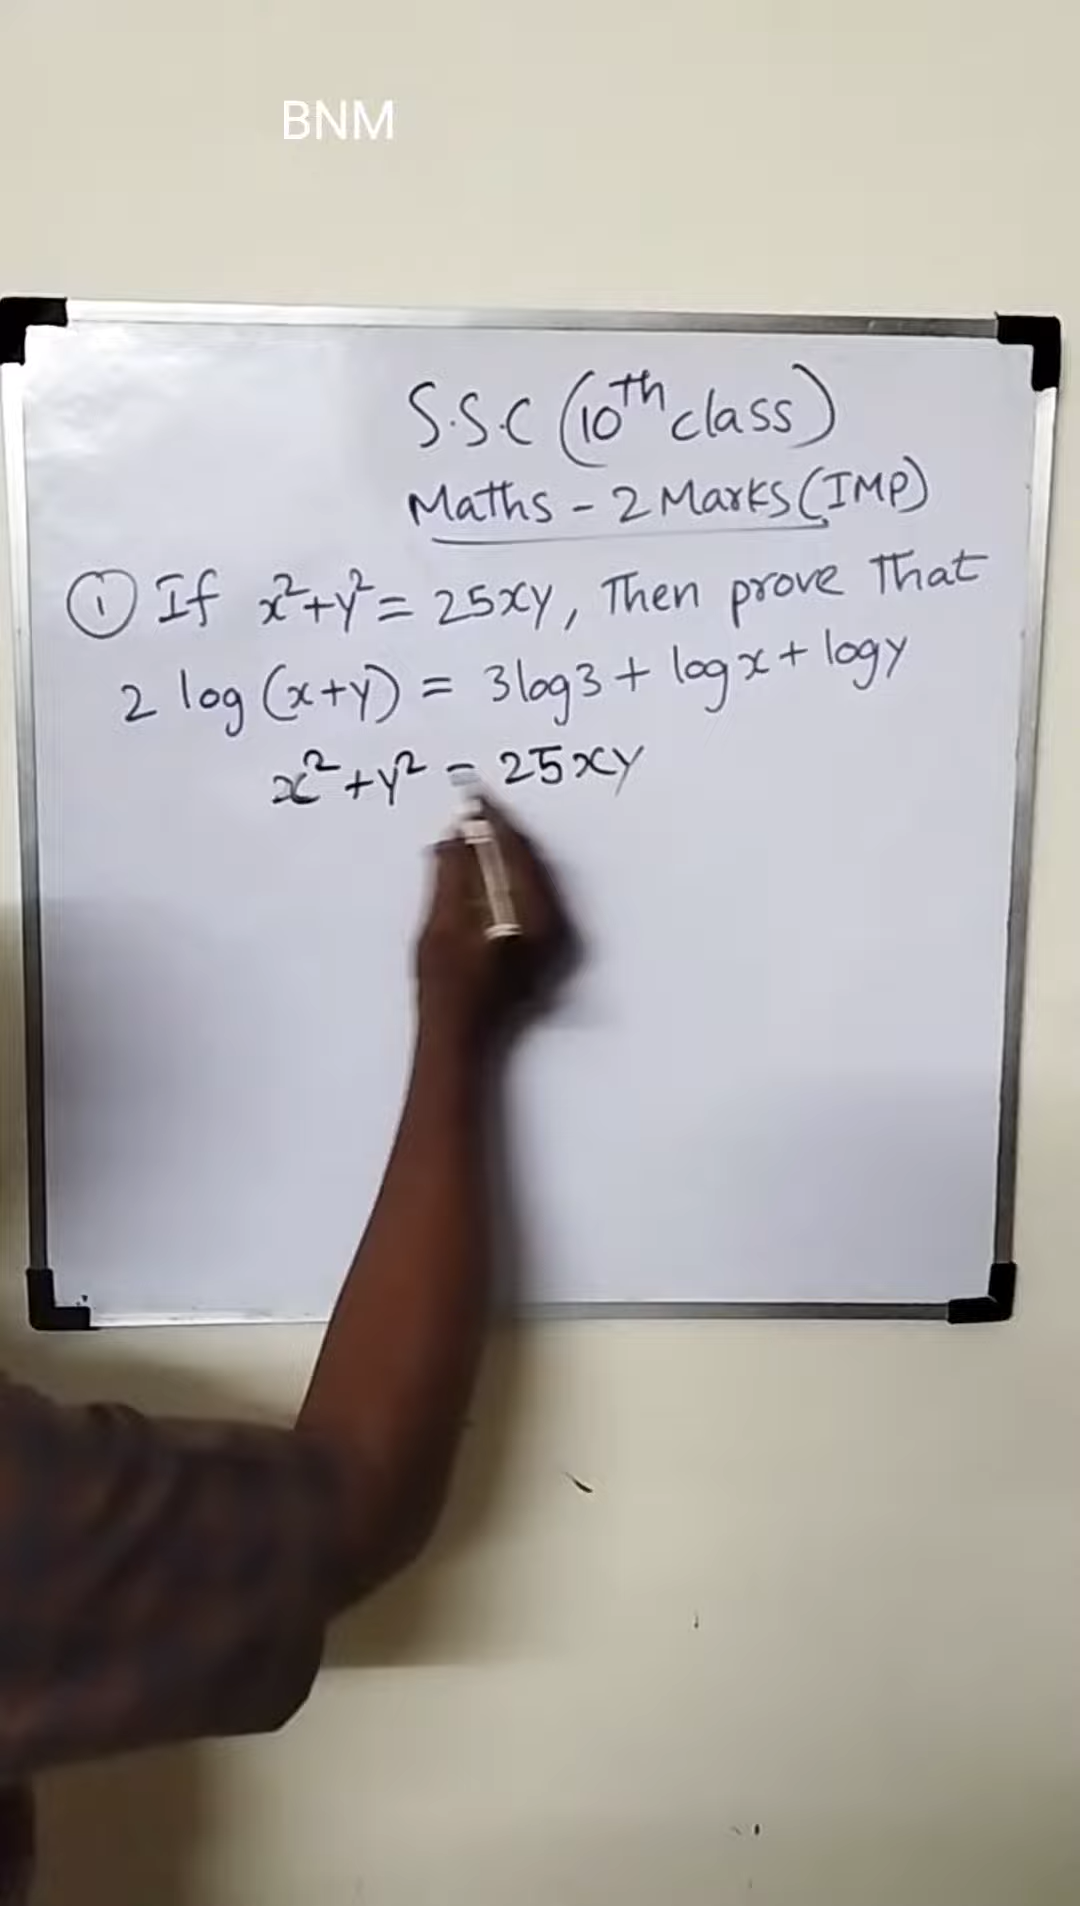 BNM
S.S.C (10th class)
Maths - 2 Marks (IMP)
① If x²+y² = 25xy, Then prove that
2 log (x+y) = 3log3 + logx + logy
x²+y² = 25xy